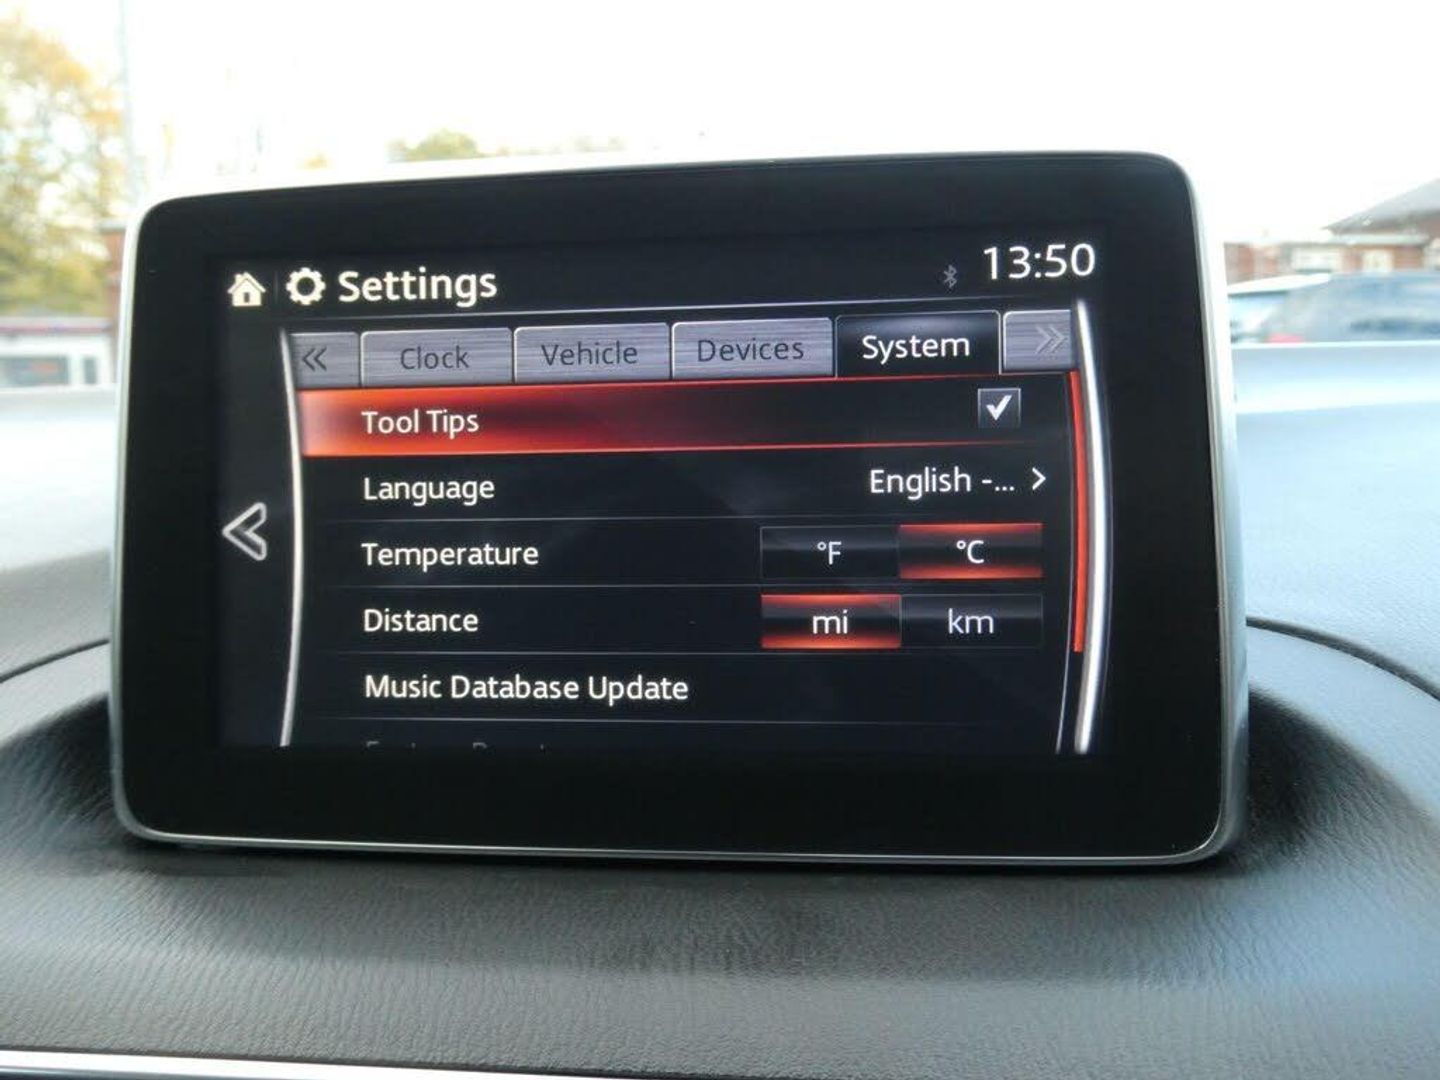 Settings 13:50
Clock Vehicle Devices System
Tool Tips
Language English -...
Temperature °F °C
Distance mi km
Music Database Update